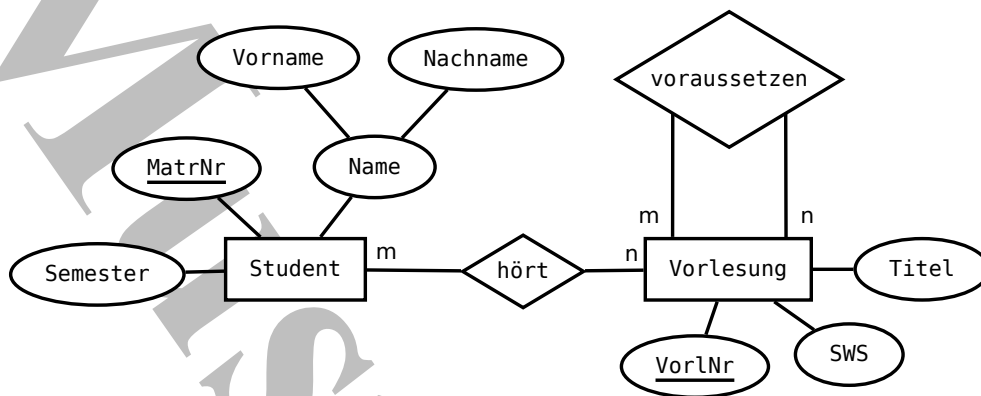 Vorname
Nachname
voraussetzen
MatrNr
Name
m
n
Semester
Student
m
hört
n
Vorlesung
Titel
VorlNr
SWS